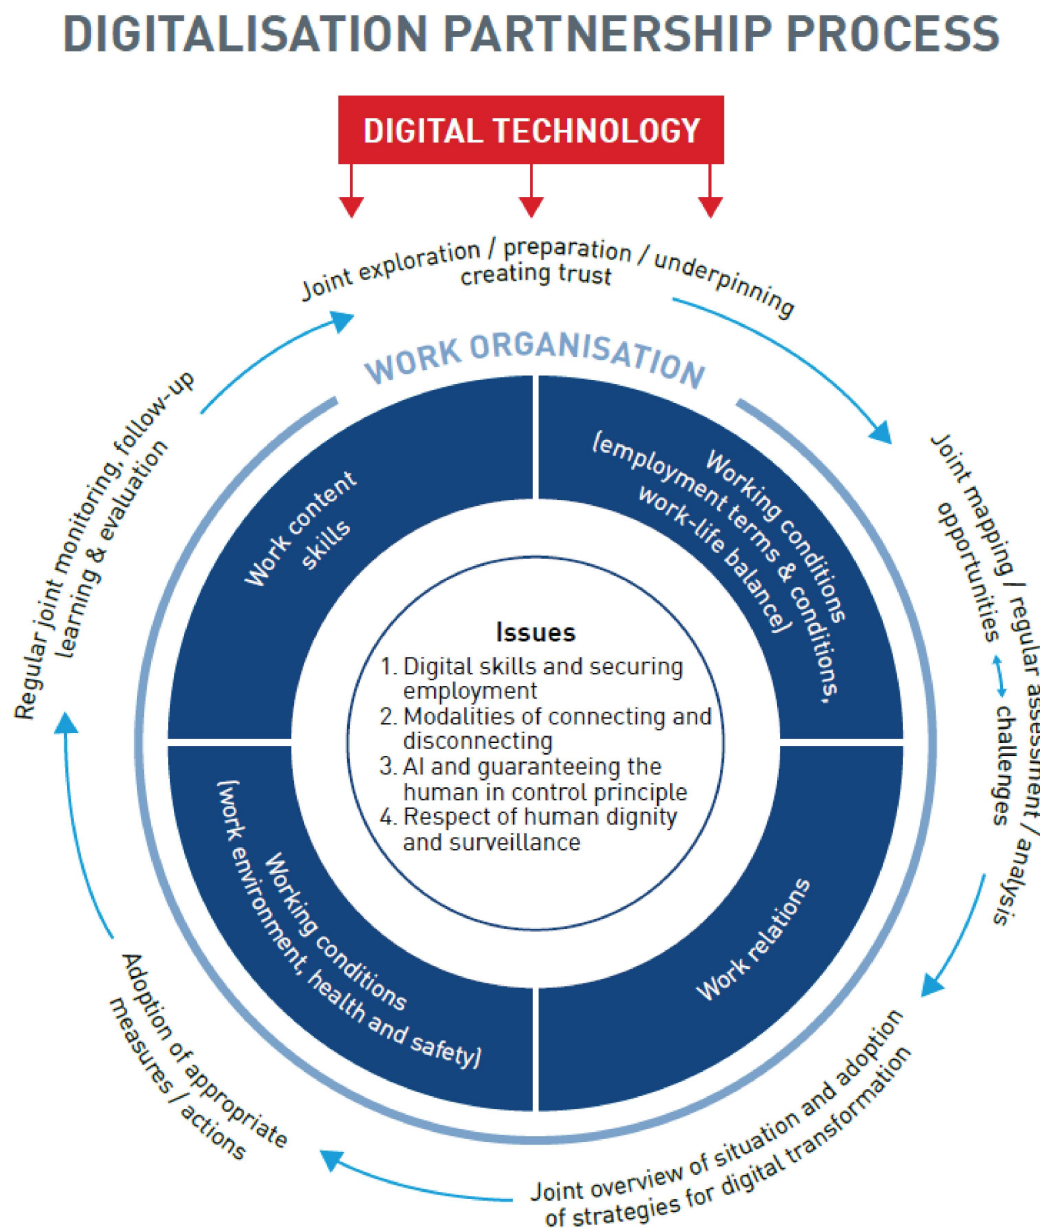 DIGITALISATION PARTNERSHIP PROCESS
DIGITAL TECHNOLOGY
Joint exploration / preparation / underpinning
creating trust
WORK ORGANISATION
Joint mapping / regular assessment / analysis
opportunities
challenges
Joint overview of situation and adoption
of strategies for digital transformation
Adoption of appropriate
measures / actions
Regular joint monitoring, follow-up
learning & evaluation
Work content
skills
Working conditions
(employment terms & conditions,
work-life balance)
Work relations
Working conditions
(work environment, health and safety)
Issues
1. Digital skills and securing
employment
2. Modalities of connecting and
disconnecting
3. AI and guaranteeing the
human in control principle
4. Respect of human dignity
and surveillance